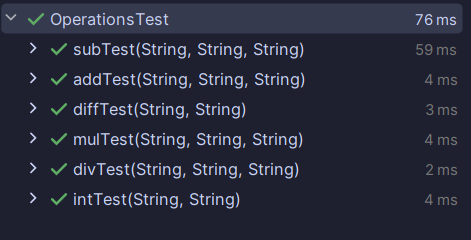 OperationsTest 76 ms
subTest(String, String, String) 59 ms
addTest(String, String, String) 4 ms
diffTest(String, String) 3 ms
mulTest(String, String, String) 4 ms
divTest(String, String, String) 2 ms
intTest(String, String) 4 ms